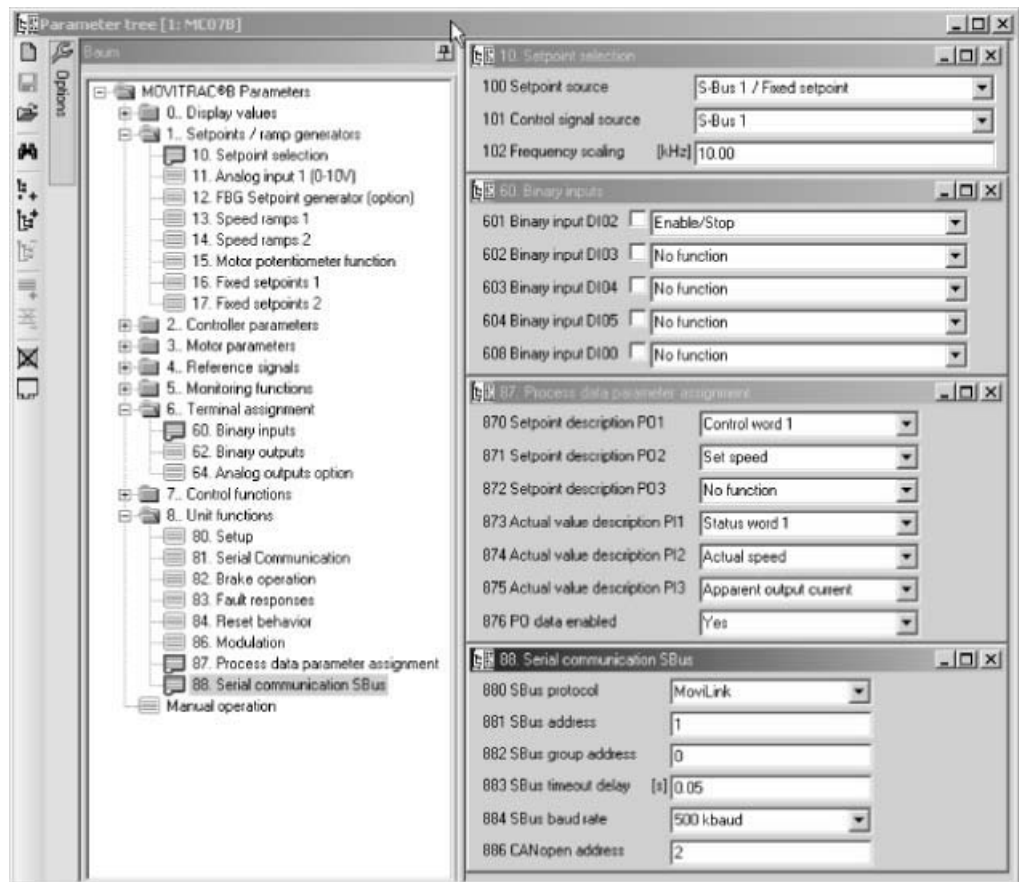 Parameter tree [1: MC07B]
Options
Baum
MOVITRAC®B Parameters
0.. Display values
1.. Setpoints / ramp generators
10. Setpoint selection
11. Analog input 1 (0-10V)
12. FBG Setpoint generator (option)
13. Speed ramps 1
14. Speed ramps 2
15. Motor potentiometer function
16. Fixed setpoints 1
17. Fixed setpoints 2
2.. Controller parameters
3.. Motor parameters
4.. Reference signals
5.. Monitoring functions
6.. Terminal assignment
60. Binary inputs
62. Binary outputs
64. Analog outputs option
7.. Control functions
8.. Unit functions
80. Setup
81. Serial Communication
82. Brake operation
83. Fault responses
84. Reset behavior
86. Modulation
87. Process data parameter assignment
88. Serial communication SBus
Manual operation
10. Setpoint selection
100 Setpoint source S-Bus 1 / Fixed setpoint
101 Control signal source S-Bus 1
102 Frequency scaling [kHz] 10.00
60. Binary inputs
601 Binary input DI02 Enable/Stop
602 Binary input DI03 No function
603 Binary input DI04 No function
604 Binary input DI05 No function
608 Binary input DI00 No function
87. Process data parameter assignment
870 Setpoint description PO1 Control word 1
871 Setpoint description PO2 Set speed
872 Setpoint description PO3 No function
873 Actual value description PI1 Status word 1
874 Actual value description PI2 Actual speed
875 Actual value description PI3 Apparent output current
876 PO data enabled Yes
88. Serial communication SBus
880 SBus protocol MoviLink
881 SBus address 1
882 SBus group address 0
883 SBus timeout delay [s] 0.05
884 SBus baud rate 500 kbaud
886 CANopen address 2